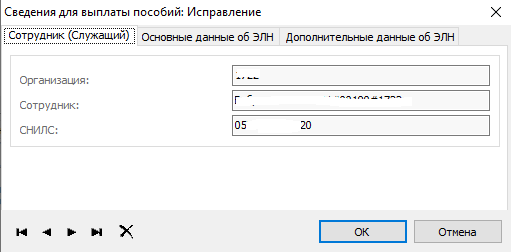 Сведения для выплаты пособий: Исправление
Сотрудник (Служащий) Основные данные об ЭЛН Дополнительные данные об ЭЛН
Организация: 1722
Сотрудник:
СНИЛС: 05 20
ОК Отмена